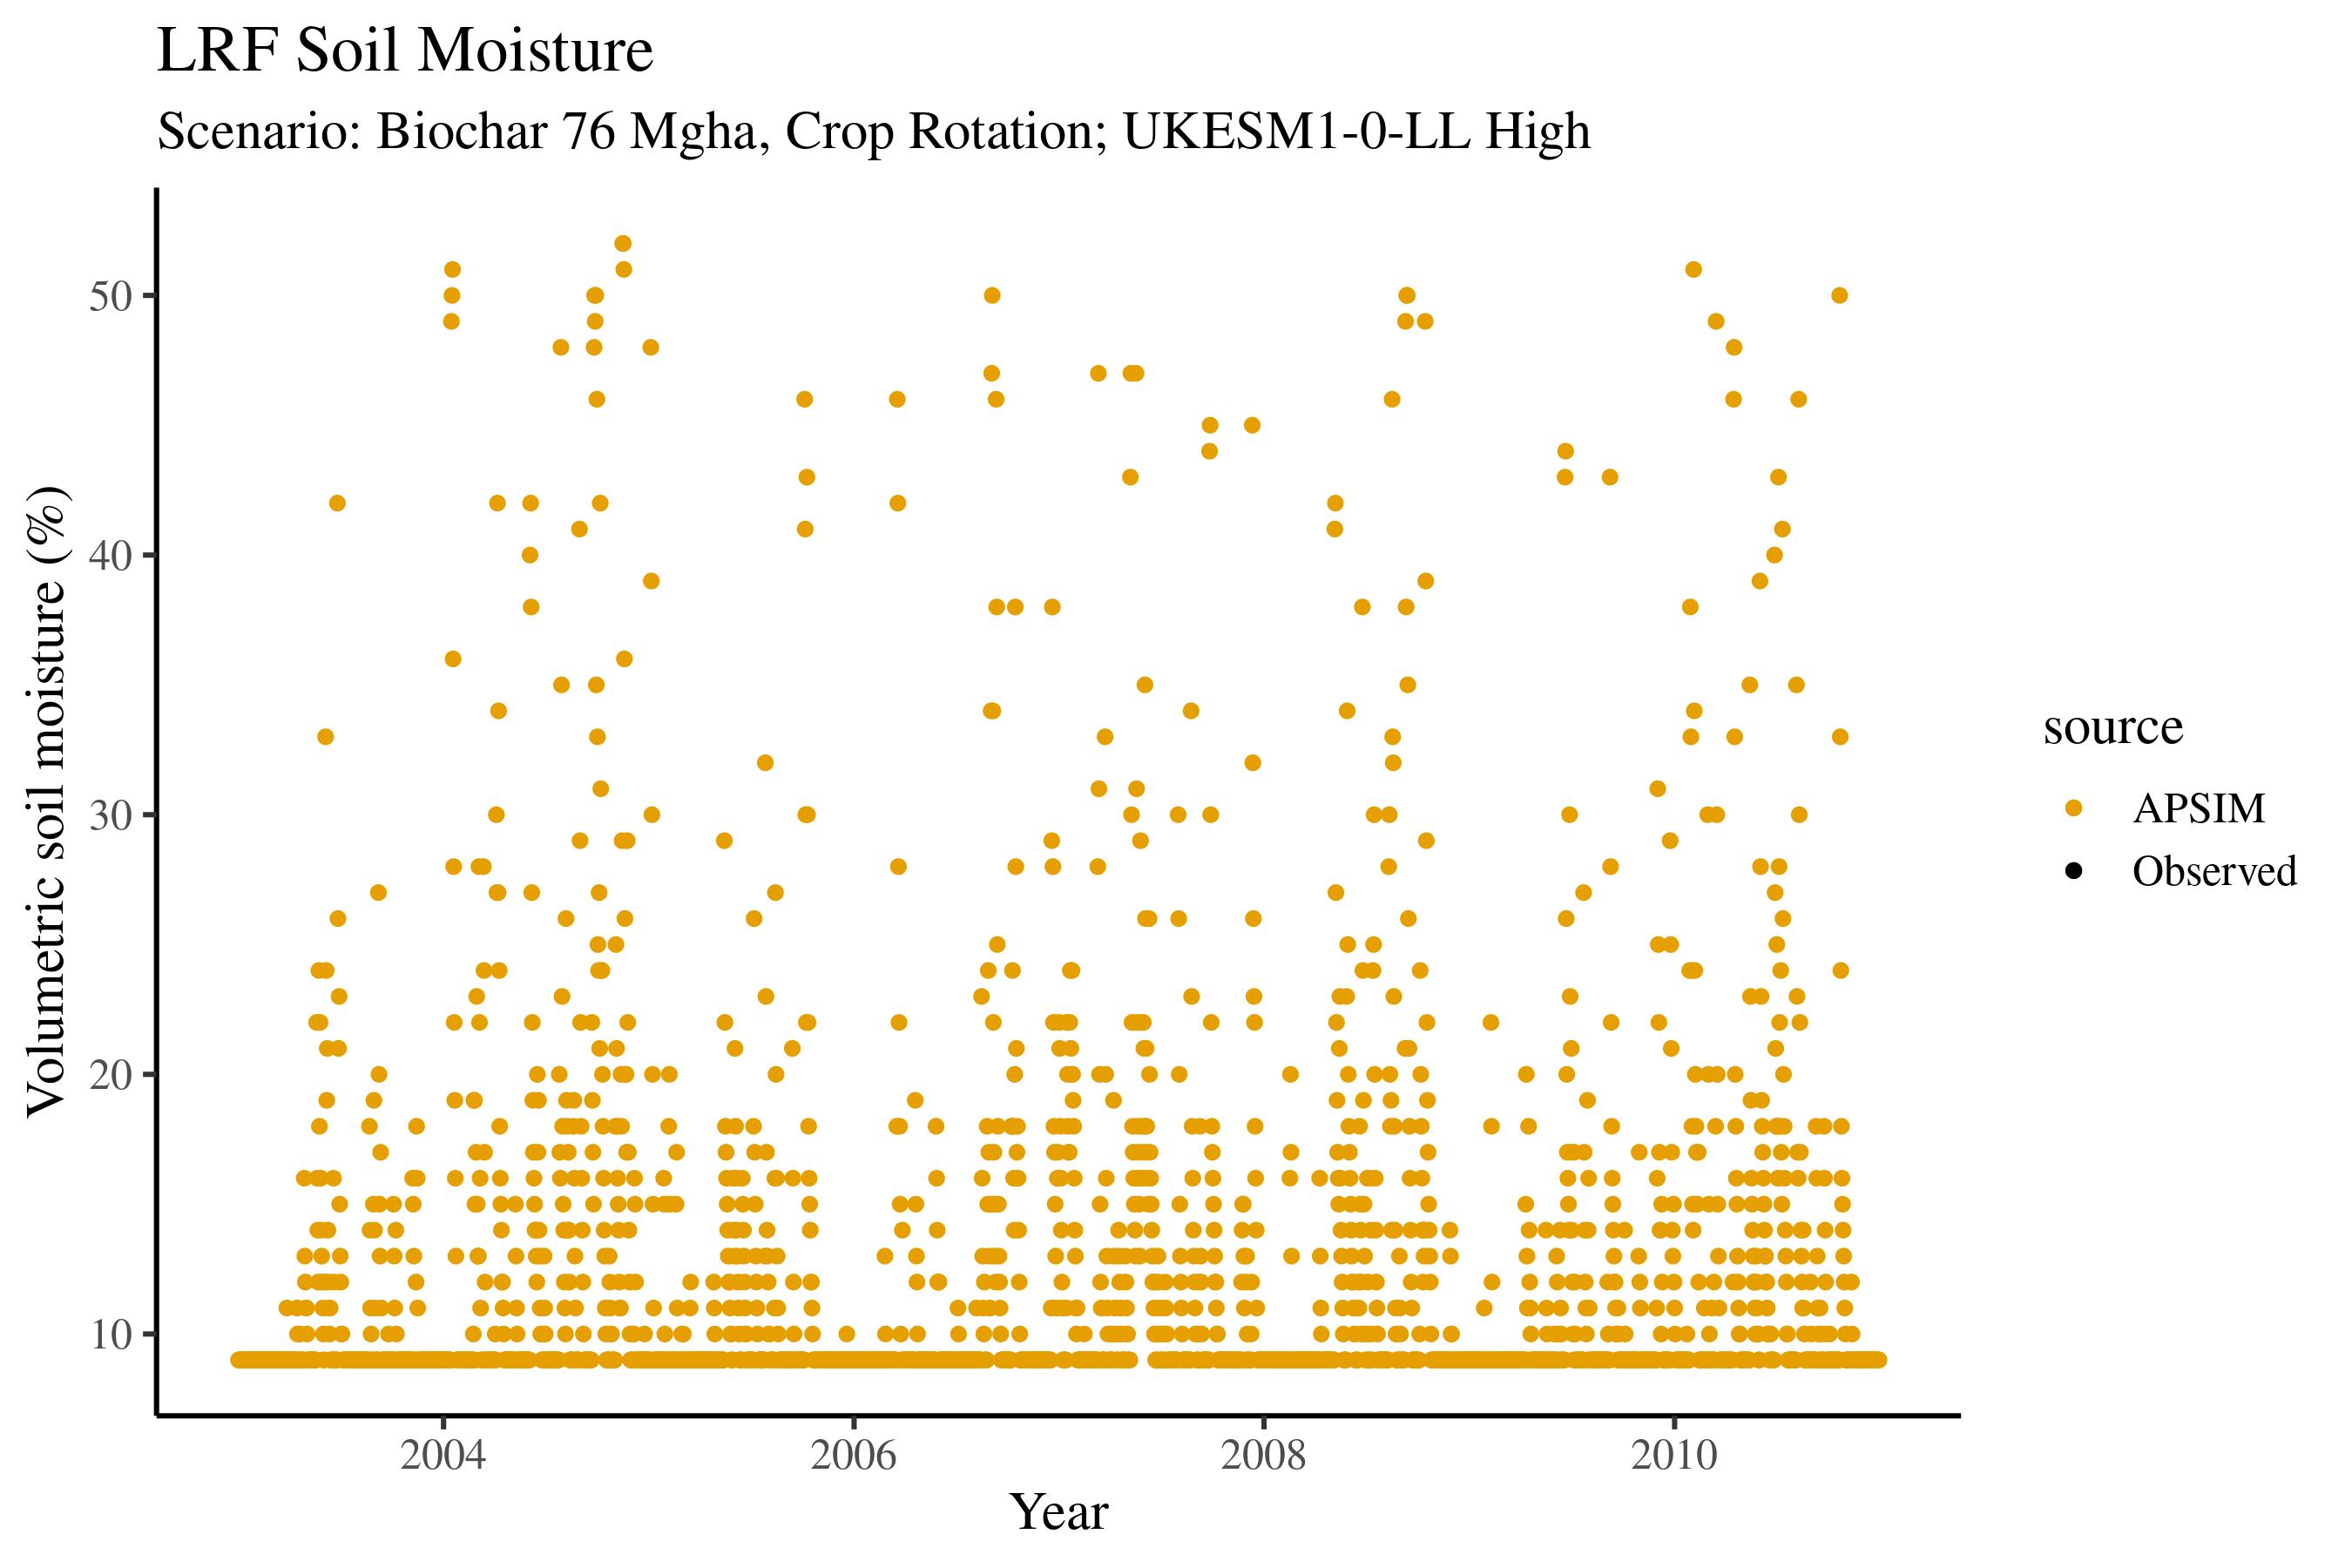 LRF Soil Moisture
Scenario: Biochar 76 Mgha, Crop Rotation; UKESM1-0-LL High
Volumetric soil moisture (%)
50
40
30
20
10
2004 2006 2008 2010
Year
source
APSIM
Observed